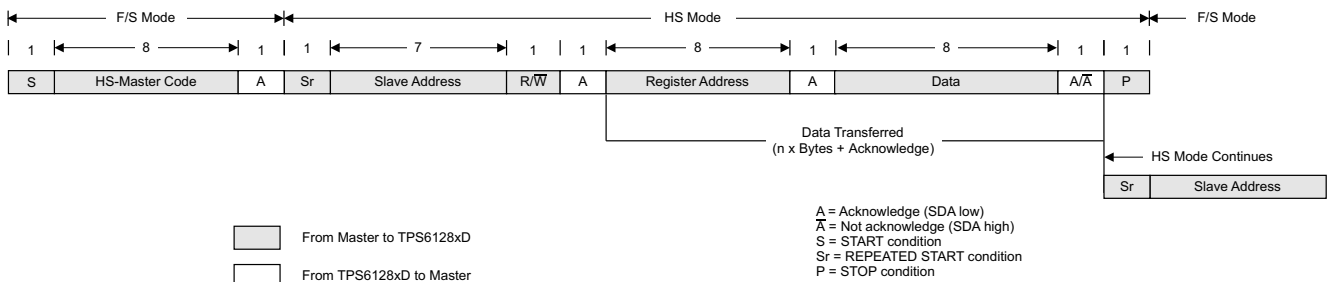 F/S Mode HS Mode F/S Mode
1 8 1 1 7 1 1 8 1 8 1 1
S HS-Master Code A Sr Slave Address R/W̅ A Register Address A Data A/A̅ P
Data Transferred
(n x Bytes + Acknowledge)
HS Mode Continues
Sr Slave Address
From Master to TPS6128xD
From TPS6128xD to Master
A = Acknowledge (SDA low)
A̅ = Not acknowledge (SDA high)
S = START condition
Sr = REPEATED START condition
P = STOP condition